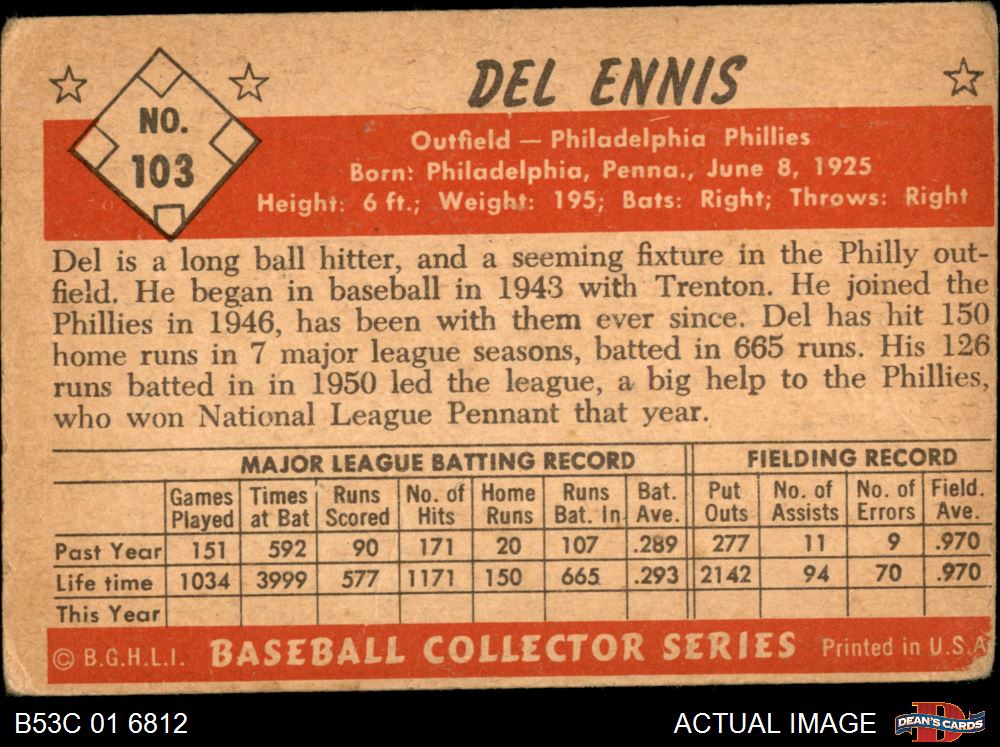 DEL ENNIS
NO.
103
Outfield — Philadelphia Phillies
Born: Philadelphia, Penna., June 8, 1925
Height: 6 ft.; Weight: 195; Bats: Right; Throws: Right
Del is a long ball hitter, and a seeming fixture in the Philly out-
field. He began in baseball in 1943 with Trenton. He joined the
Phillies in 1946, has been with them ever since. Del has hit 150
home runs in 7 major league seasons, batted in 665 runs. His 126
runs batted in in 1950 led the league, a big help to the Phillies,
who won National League Pennant that year.
MAJOR LEAGUE BATTING RECORD FIELDING RECORD
Games Times Runs No. of Home Runs Bat. Put No. of No. of Field.
Played at Bat Scored Hits Runs Bat. In Ave. Outs Assists Errors Ave.
Past Year 151 592 90 171 20 107 .289 277 11 9 .970
Life time 1034 3999 577 1171 150 665 .293 2142 94 70 .970
This Year
© B.G.H.L.I. BASEBALL COLLECTOR SERIES Printed in U.S.A
B53C 01 6812 ACTUAL IMAGE DEAN'S CARDS